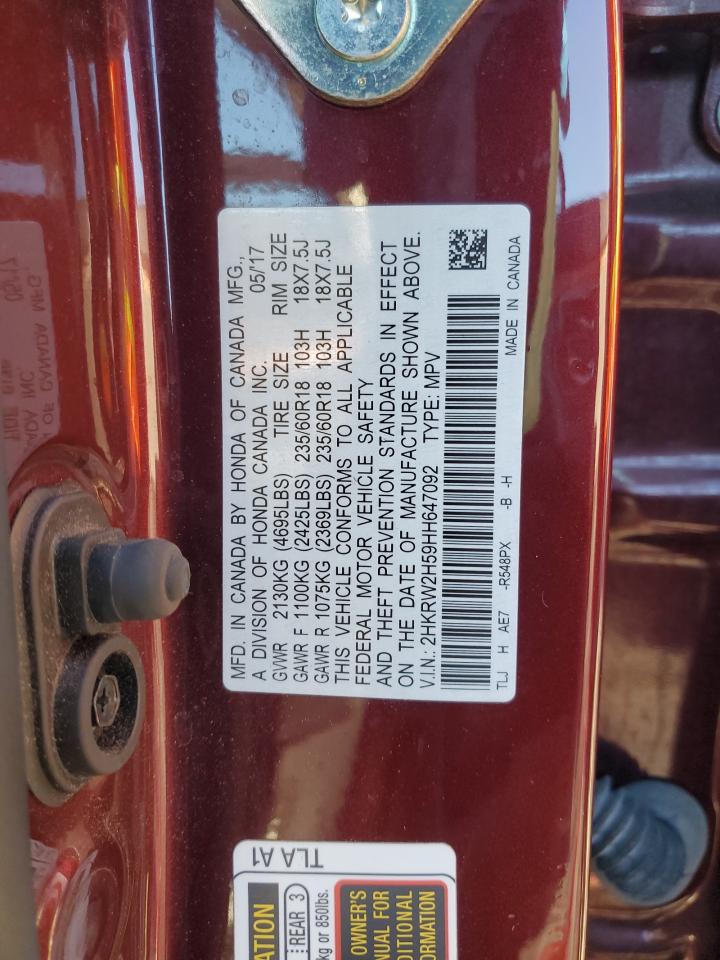 MFD. IN CANADA BY HONDA OF CANADA MFG.,
A DIVISION OF HONDA CANADA INC. 05/17
GVWR 2130KG (4695LBS) TIRE SIZE RIM SIZE
GAWR F 1100KG (2425LBS) 235/60R18 103H 18X7.5J
GAWR R 1075KG (2369LBS) 235/60R18 103H 18X7.5J
THIS VEHICLE CONFORMS TO ALL APPLICABLE
FEDERAL MOTOR VEHICLE SAFETY
AND THEFT PREVENTION STANDARDS IN EFFECT
ON THE DATE OF MANUFACTURE SHOWN ABOVE.
V.I.N.: 2HKRW2H59HH647092 TYPE: MPV
TLJ H AE7 -R548PX -B -H MADE IN CANADA
TLA A1
ATION
REAR 3
kg or 850lbs.
OWNER'S
NUAL FOR
DITIONAL
ORMATION